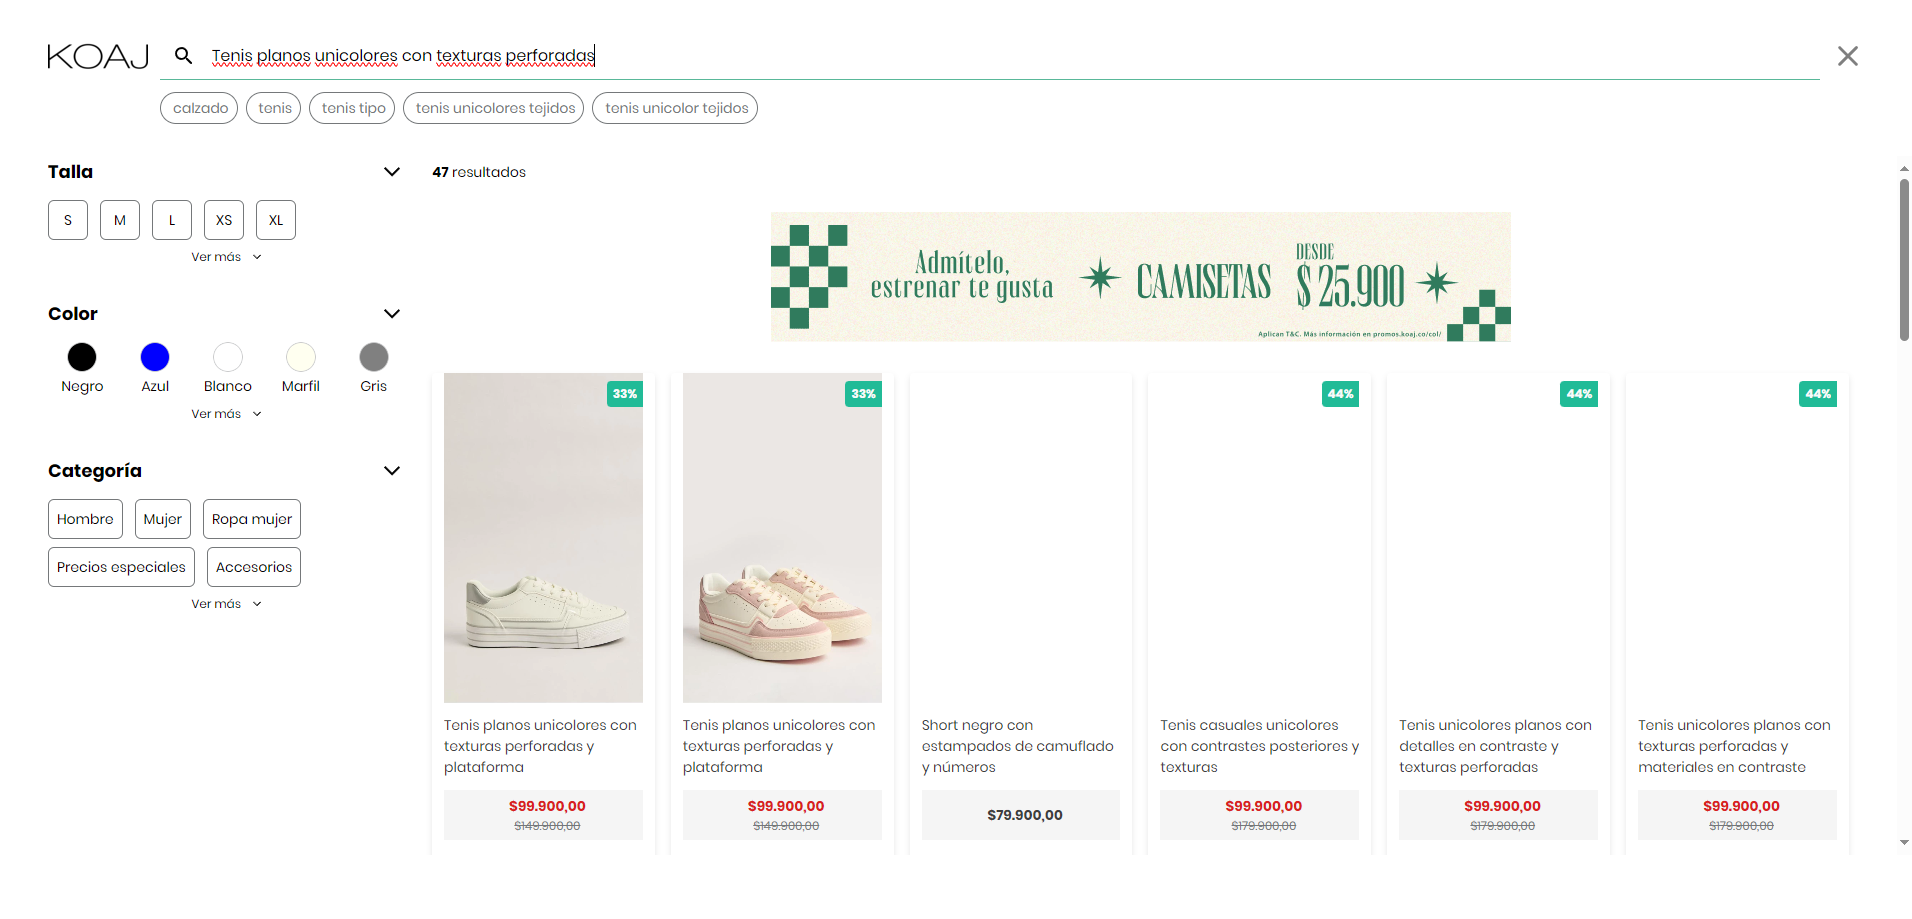 KOAJ
Tenis planos unicolores con texturas perforadas
calzado
tenis
tenis tipo
tenis unicolores tejidos
tenis unicolor tejidos
Talla
S
M
L
XS
XL
Ver más
Color
Negro
Azul
Blanco
Marfil
Gris
Ver más
Categoría
Hombre
Mujer
Ropa mujer
Precios especiales
Accesorios
Ver más
47 resultados
Admítelo,
estrenar te gusta
CAMISETAS
DESDE
$ 25.900
Aplican T&C. Más información en promos.koaj.co/col/
33%
Tenis planos unicolores con
texturas perforadas y
plataforma
$99.900,00
$149.900,00
33%
Tenis planos unicolores con
texturas perforadas y
plataforma
$99.900,00
$149.900,00
Short negro con
estampados de camuflado
y números
$79.900,00
44%
Tenis casuales unicolores
con contrastes posteriores y
texturas
$99.900,00
$179.900,00
44%
Tenis unicolores planos con
detalles en contraste y
texturas perforadas
$99.900,00
$179.900,00
44%
Tenis unicolores planos con
texturas perforadas y
materiales en contraste
$99.900,00
$179.900,00